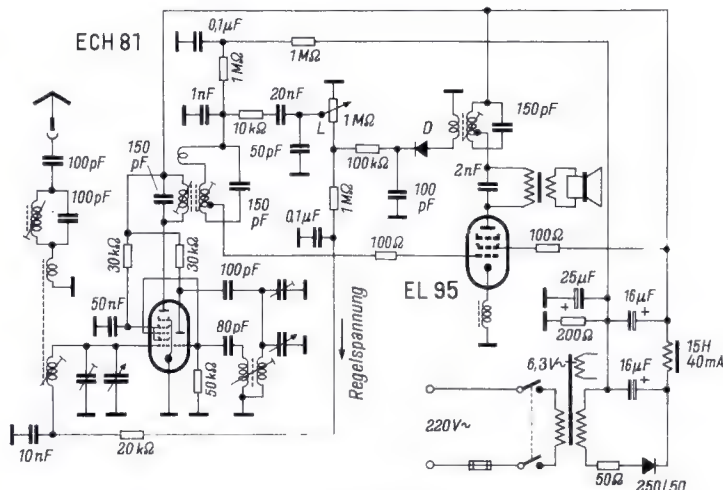 ECH 81
0,1µF
1MΩ
1MΩ
1nF
20nF
10kΩ
50pF
L
1MΩ
100kΩ
D
100 pF
150pF
2nF
100pF
100pF
150 pF
150 pF
30kΩ
30kΩ
1MΩ
0,1µF
100Ω
100Ω
EL 95
100pF
50nF
80pF
50kΩ
Regelspannung
25µF
+
200Ω
16µF
+
15H
40mA
6,3V~
16µF
+
220V~
50Ω
250L50
10nF
20kΩ